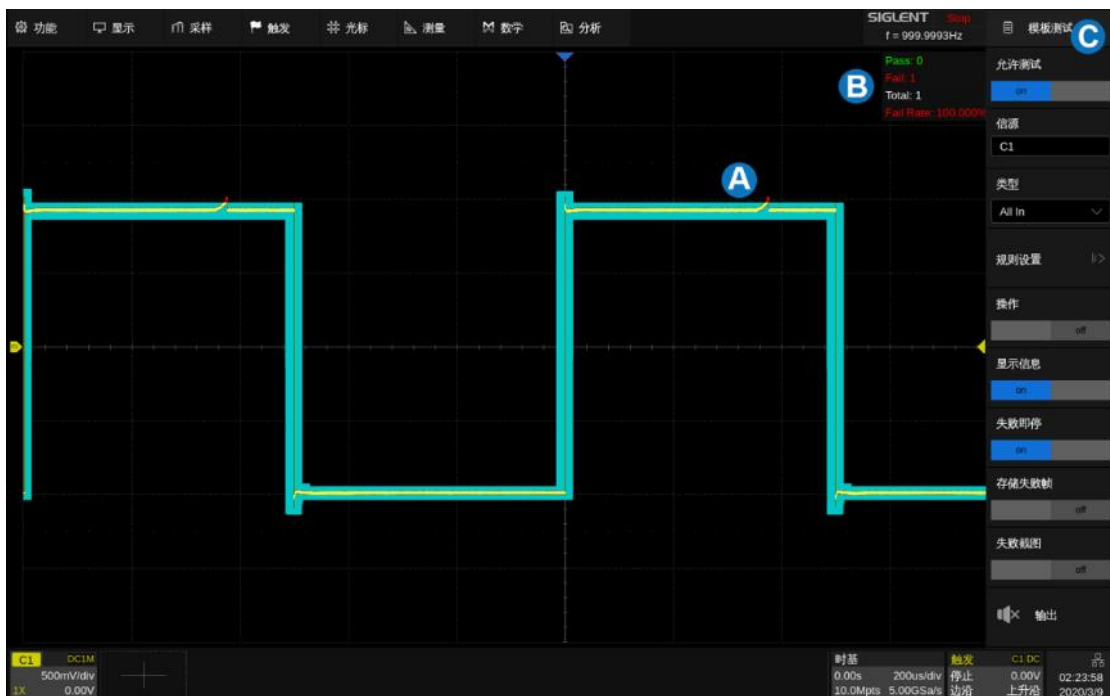 功能 显示 采样 触发 光标 测量 数学 分析
SIGLENT Stop
f = 999.9993Hz
模板测试
C
Pass: 0
Fail: 1
Total: 1
Fail Rate: 100.000%
B
A
允许测试
on
信源
C1
类型
All In
规则设置
操作
off
显示信息
on
失败即停
on
存储失败帧
off
失败截图
off
输出
C1 DC1M
500mV/div
1X 0.00V
时基
0.00s 200us/div
10.0Mpts 5.00GSa/s
触发 C1 DC
停止 0.00V
边沿 上升沿
02:23:58
2020/3/8